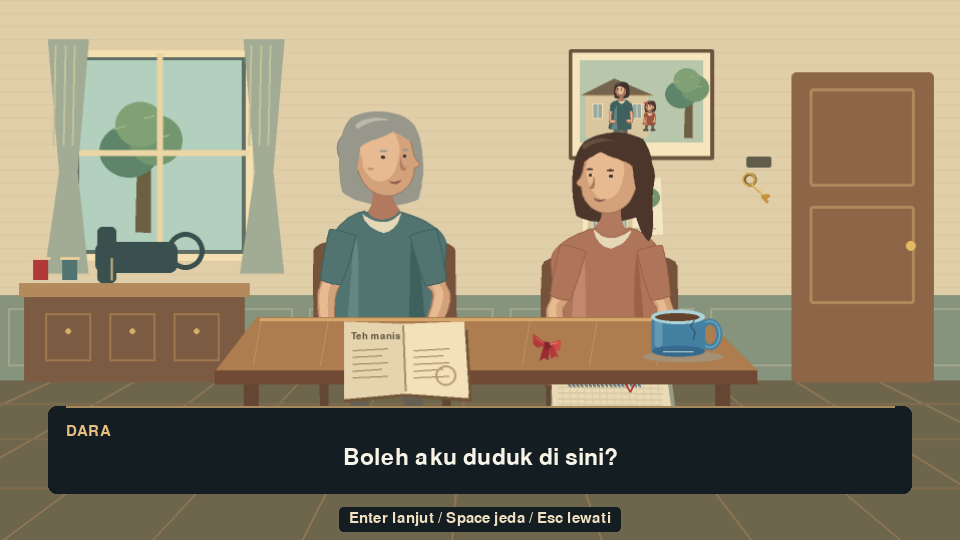 Teh manis
DARA
Boleh aku duduk di sini?
Enter lanjut / Space jeda / Esc lewati